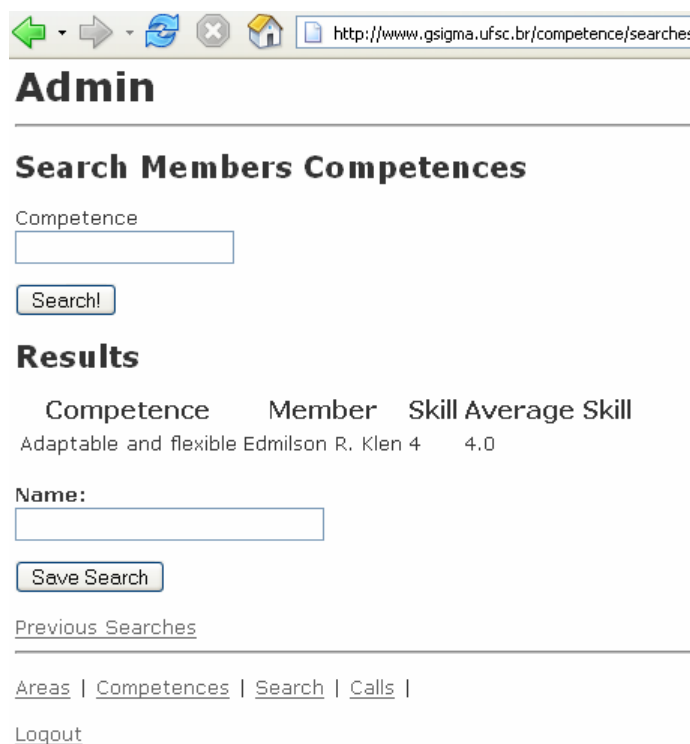 http://www.gsigma.ufsc.br/competence/searches
Admin
Search Members Competences
Competence
Search!
Results
Competence Member Skill Average Skill
Adaptable and flexible Edmilson R. Klen 4 4.0
Name:
Save Search
Previous Searches
Areas | Competences | Search | Calls |
Logout